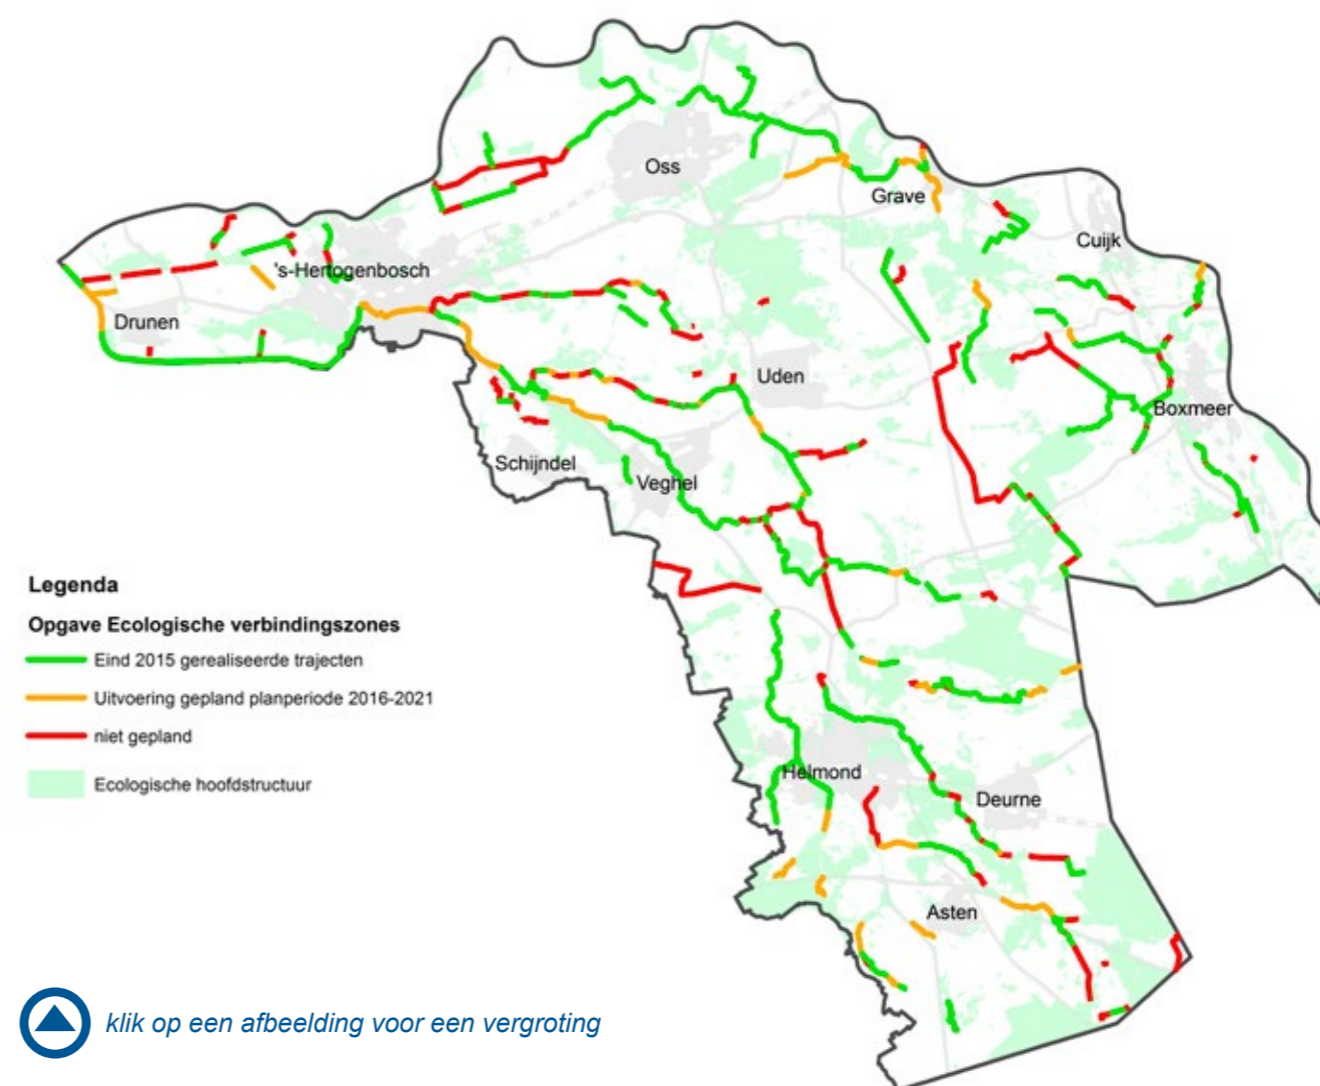 Oss
Grave
Cuijk
's-Hertogenbosch
Drunen
Uden
Boxmeer
Schijndel
Veghel
Legenda
Opgave Ecologische verbindingszones
Eind 2015 gerealiseerde trajecten
Uitvoering gepland planperiode 2016-2021
niet gepland
Ecologische hoofdstructuur
Helmond
Deurne
Asten
klik op een afbeelding voor een vergroting